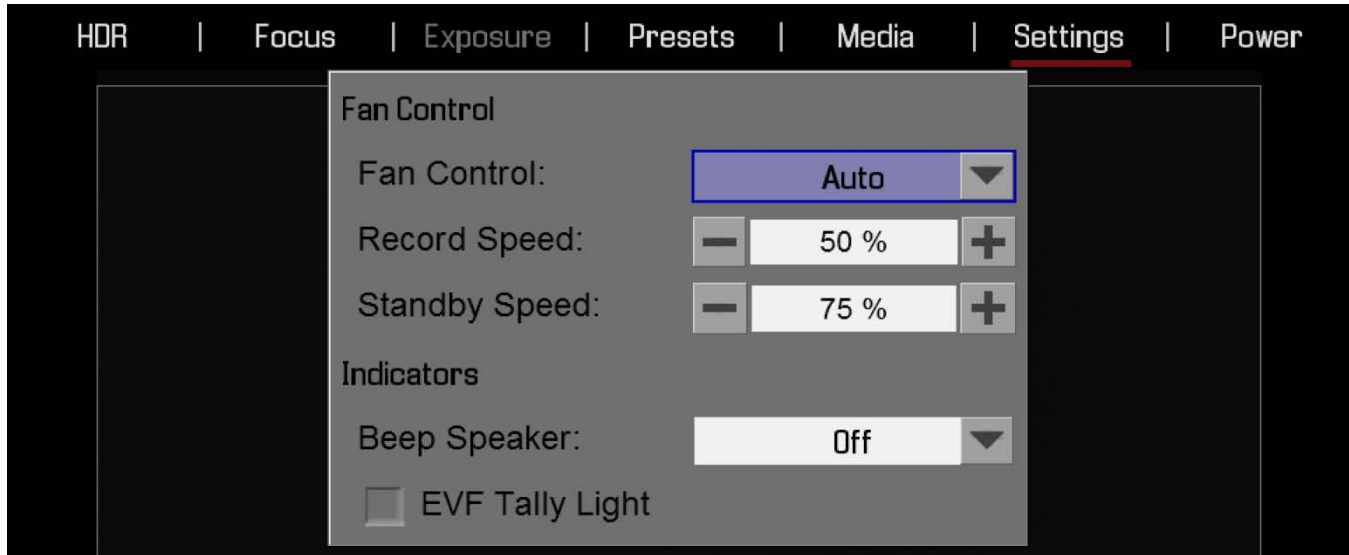 HDR | Focus | Exposure | Presets | Media | Settings | Power
Fan Control
Fan Control: Auto
Record Speed: 50 %
Standby Speed: 75 %
Indicators
Beep Speaker: Off
EVF Tally Light